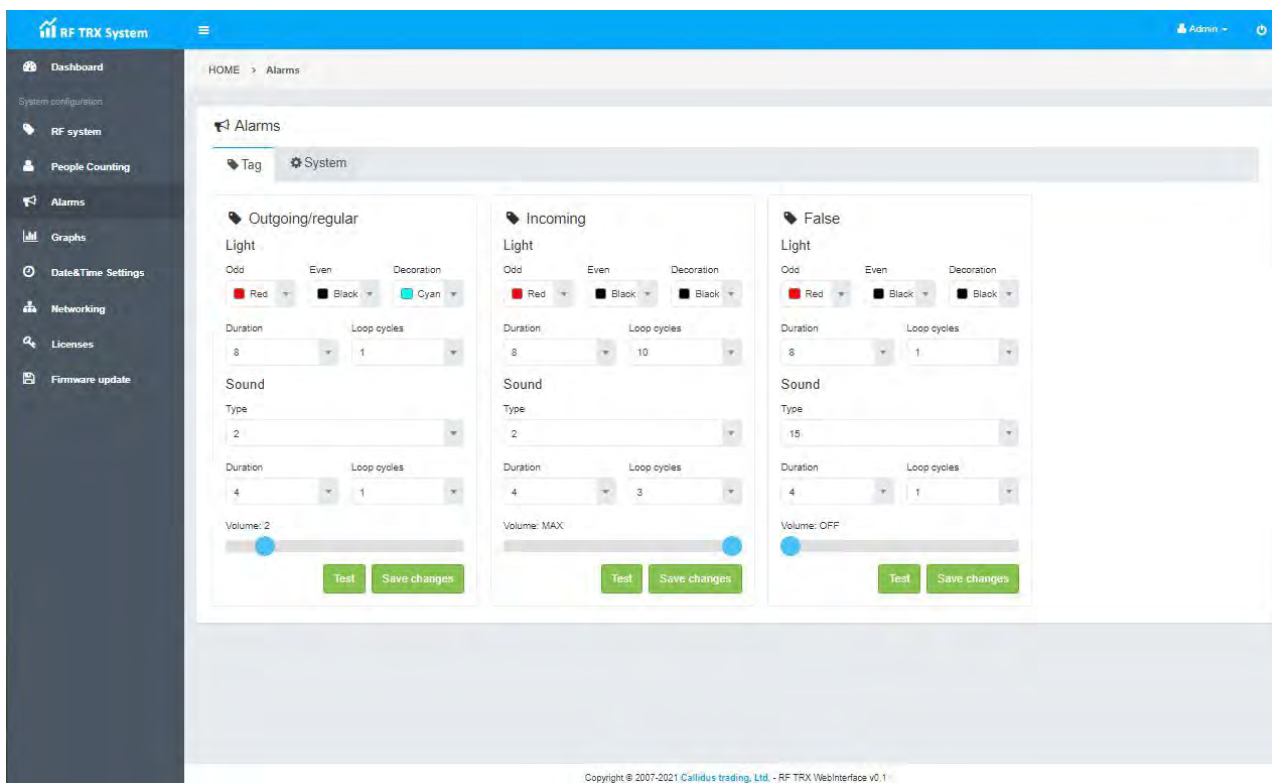 RF TRX System
Admin
Dashboard
HOME > Alarms
System configuration
RF system
People Counting
Alarms
Graphs
Date&Time Settings
Networking
Licenses
Firmware update
Alarms
Tag System
Outgoing/regular
Light
Odd Even Decoration
Red Black Cyan
Duration Loop cycles
8 1
Sound
Type
2
Duration Loop cycles
4 1
Volume: 2
Test Save changes
Incoming
Light
Odd Even Decoration
Red Black Black
Duration Loop cycles
8 10
Sound
Type
2
Duration Loop cycles
4 3
Volume: MAX
Test Save changes
False
Light
Odd Even Decoration
Red Black Black
Duration Loop cycles
8 1
Sound
Type
15
Duration Loop cycles
4 1
Volume: OFF
Test Save changes
Copyright © 2007-2021 Callidus trading, Ltd. - RF TRX WebInterface v0.1